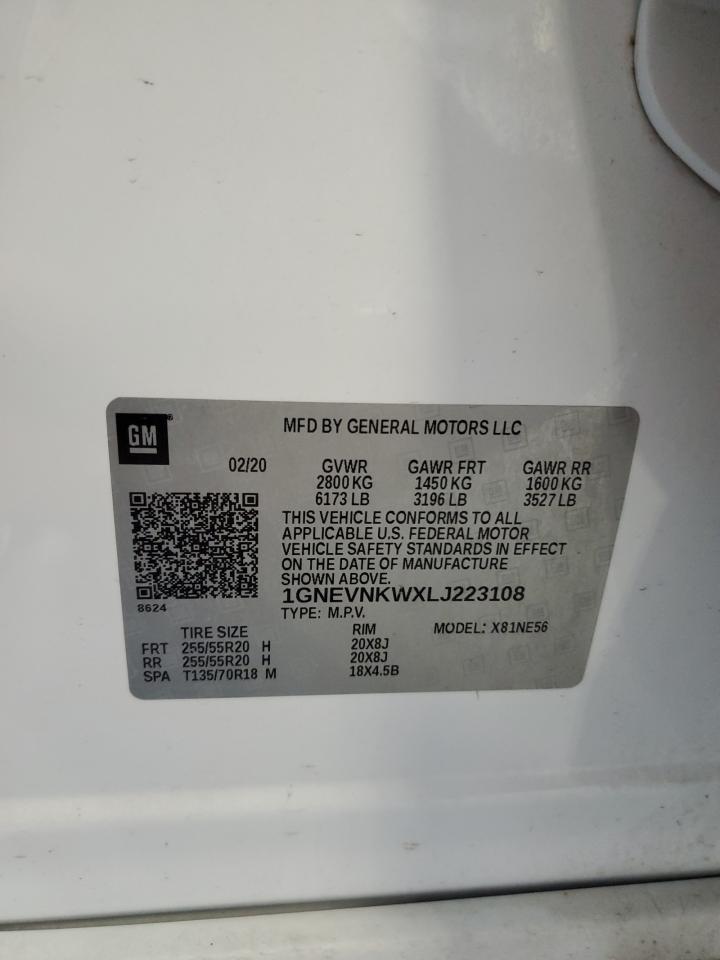 GM
MFD BY GENERAL MOTORS LLC
02/20 GVWR GAWR FRT GAWR RR
2800 KG 1450 KG 1600 KG
6173 LB 3196 LB 3527 LB
THIS VEHICLE CONFORMS TO ALL
APPLICABLE U.S. FEDERAL MOTOR
VEHICLE SAFETY STANDARDS IN EFFECT
ON THE DATE OF MANUFACTURE
SHOWN ABOVE.
8624
1GNEVNKWXLJ223108
TYPE: M.P.V.
TIRE SIZE RIM MODEL: X81NE56
FRT 255/55R20 H 20X8J
RR 255/55R20 H 20X8J
SPA T135/70R18 M 18X4.5B